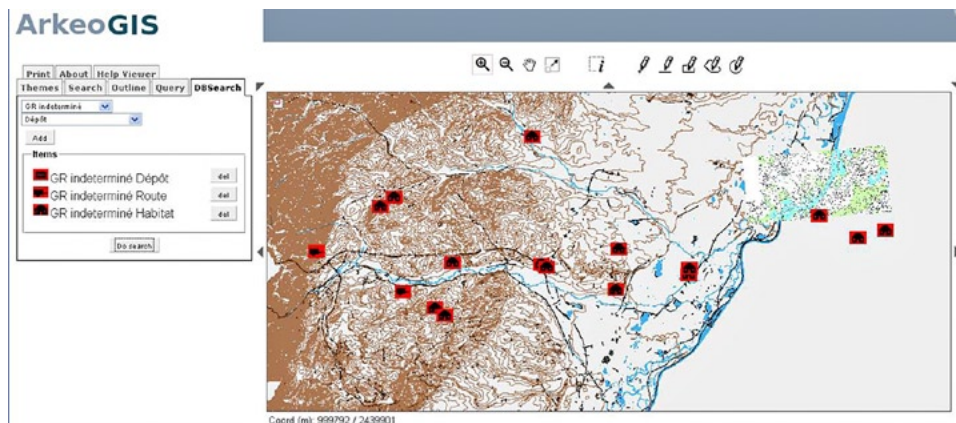 ArkeoGIS
Print About Help Viewer
Themes Search Outline Query DBSearch
GR indeterminé
Dépôt
Add
Items
GR indeterminé Dépôt del
GR indeterminé Route del
GR indeterminé Habitat del
Do search
Coord (m): 999792 / 2439901